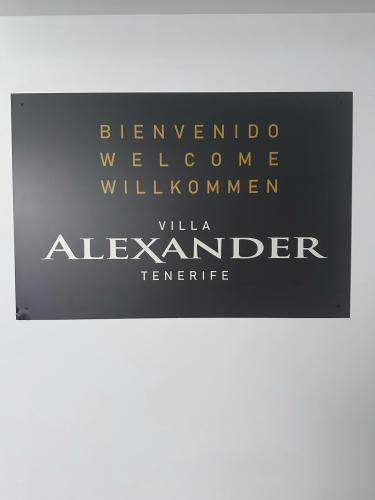 BIENVENIDO
WELCOME
WILLKOMMEN
VILLA
ALEXANDER
TENERIFE